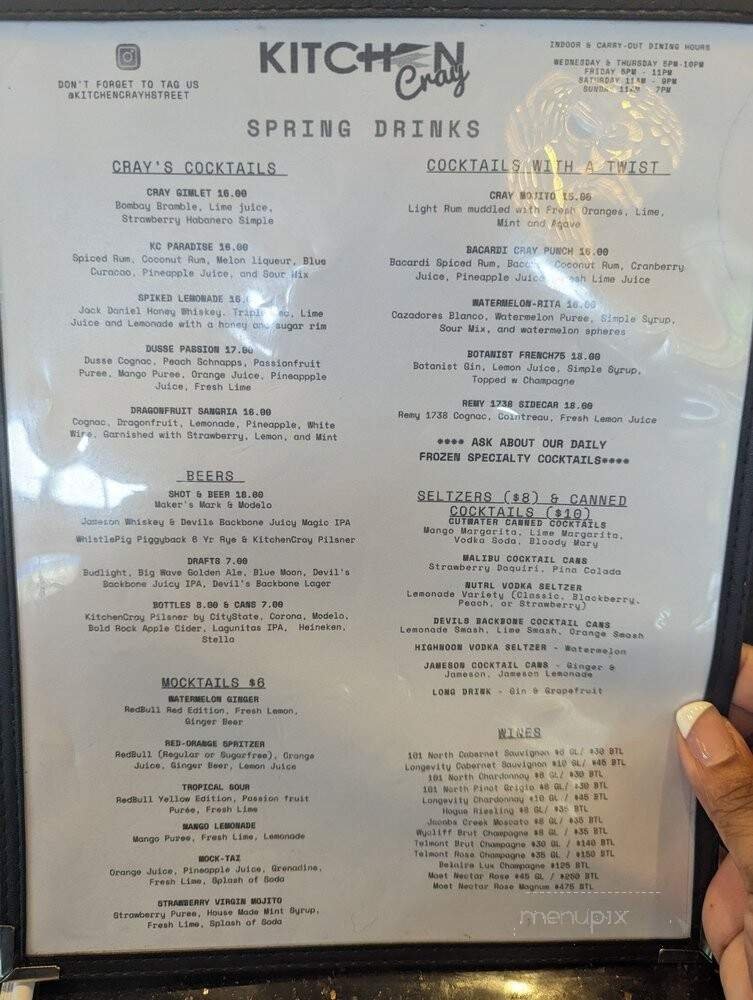 DON'T FORGET TO TAG US
@KITCHENCRAYHSTREET
KITCHEN
Cray
INDOOR & CARRY-OUT DINING HOURS
WEDNESDAY & THURSDAY 5PM-10PM
FRIDAY 5PM - 11PM
SATURDAY 11AM - 9PM
SUNDAY 11AM - 7PM
SPRING DRINKS
CRAY'S COCKTAILS
CRAY GIMLET 16.00
Bombay Bramble, Lime juice,
Strawberry Habanero Simple
KC PARADISE 16.00
Spiced Rum, Coconut Rum, Melon liqueur, Blue
Curacao, Pineapple Juice, and Sour Mix
SPIKED LEMONADE 16.
Jack Daniel Honey Whiskey, Triple Sec, Lime
Juice and Lemonade with a honey and sugar rim
DUSSE PASSION 17.00
Dusse Cognac, Peach Schnapps, Passionfruit
Puree, Mango Puree, Orange Juice, Pineappple
Juice, Fresh Lime
DRAGONFRUIT SANGRIA 16.00
Cognac, Dragonfruit, Lemonade, Pineapple, White
Wine, Garnished with Strawberry, Lemon, and Mint
BEERS
SHOT & BEER 18.00
Maker's Mark & Modelo
Jameson Whiskey & Devils Backbone Juicy Magic IPA
WhistlePig Piggyback 6 Yr Rye & KitchenCray Pilsner
DRAFTS 7.00
Budlight, Big Wave Golden Ale, Blue Moon, Devil's
Backbone Juicy IPA, Devil's Backbone Lager
BOTTLES 8.00 & CANS 7.00
KitchenCray Pilsner by CityState, Corona, Modelo,
Bold Rock Apple Cider, Lagunitas IPA, Heineken,
Stella
MOCKTAILS $6
WATERMELON GINGER
RedBull Red Edition, Fresh Lemon,
Ginger Beer
RED-ORANGE SPRITZER
RedBull (Regular or Sugarfree), Orange
Juice, Ginger Beer, Lemon Juice
TROPICAL SOUR
RedBull Yellow Edition, Passion fruit
Purée, Fresh Lime
MANGO LEMONADE
Mango Puree, Fresh Lime, Lemonade
MOCK-TAI
Orange Juice, Pineapple Juice, Grenadine,
Fresh Lime, Splash of Soda
STRAWBERRY VIRGIN MOJITO
Strawberry Puree, House Made Mint Syrup,
Fresh Lime, Splash of Soda
COCKTAILS WITH A TWIST
CRAY MOJITO 15.00
Light Rum muddled with Fresh Oranges, Lime,
Mint and Agave
BACARDI CRAY PUNCH 16.00
Bacardi Spiced Rum, Coconut Rum, Cranberry
Juice, Pineapple Juice, Fresh Lime Juice
WATERMELON-RITA 16.00
Cazadores Blanco, Watermelon Puree, Simple Syrup,
Sour Mix, and watermelon spheres
BOTANIST FRENCH75 18.00
Botanist Gin, Lemon Juice, Simple Syrup,
Topped w Champagne
REMY 1738 SIDECAR 18.00
Remy 1738 Cognac, Cointreau, Fresh Lemon Juice
**** ASK ABOUT OUR DAILY
FROZEN SPECIALTY COCKTAILS****
SELTZERS ($8) & CANNED
COCKTAILS ($10)
CUTWATER CANNED COCKTAILS
Mango Margarita, Lime Margarita,
Vodka Soda, Bloody Mary
MALIBU COCKTAIL CANS
Strawberry Daquiri, Pina Colada
NUTRL VODKA SELTZER
Lemonade Variety (Classic, Blackberry,
Peach, or Strawberry)
DEVILS BACKBONE COCKTAIL CANS
Lemonade Smash, Lime Smash, Orange Smash
HIGHNOON VODKA SELTZER - Watermelon
JAMESON COCKTAIL CANS - Ginger &
Jameson, Jameson Lemonade
LONG DRINK - Gin & Grapefruit
WINES
101 North Cabernet Sauvignon $8 GL/ $30 BTL
Longevity Cabernet Sauvignon $10 GL/ $45 BTL
101 North Chardonnay $8 GL/ $30 BTL
101 North Pinot Grigio $8 GL/ $30 BTL
Longevity Chardonnay $10 GL / $45 BTL
Hogue Riesling $8 GL/ $35 BTL
Jacobs Creek Moscato $8 GL/ $35 BTL
Wycliff Brut Champagne $8 GL / $35 BTL
Telmont Brut Champagne $30 GL / $140 BTL
Telmont Rose Champagne $35 GL / $150 BTL
Belaire Lux Champagne $125 BTL
Moet Nectar Rose $45 GL / $250 BTL
Moet Nectar Rose Magnum $475 BTL
menupix